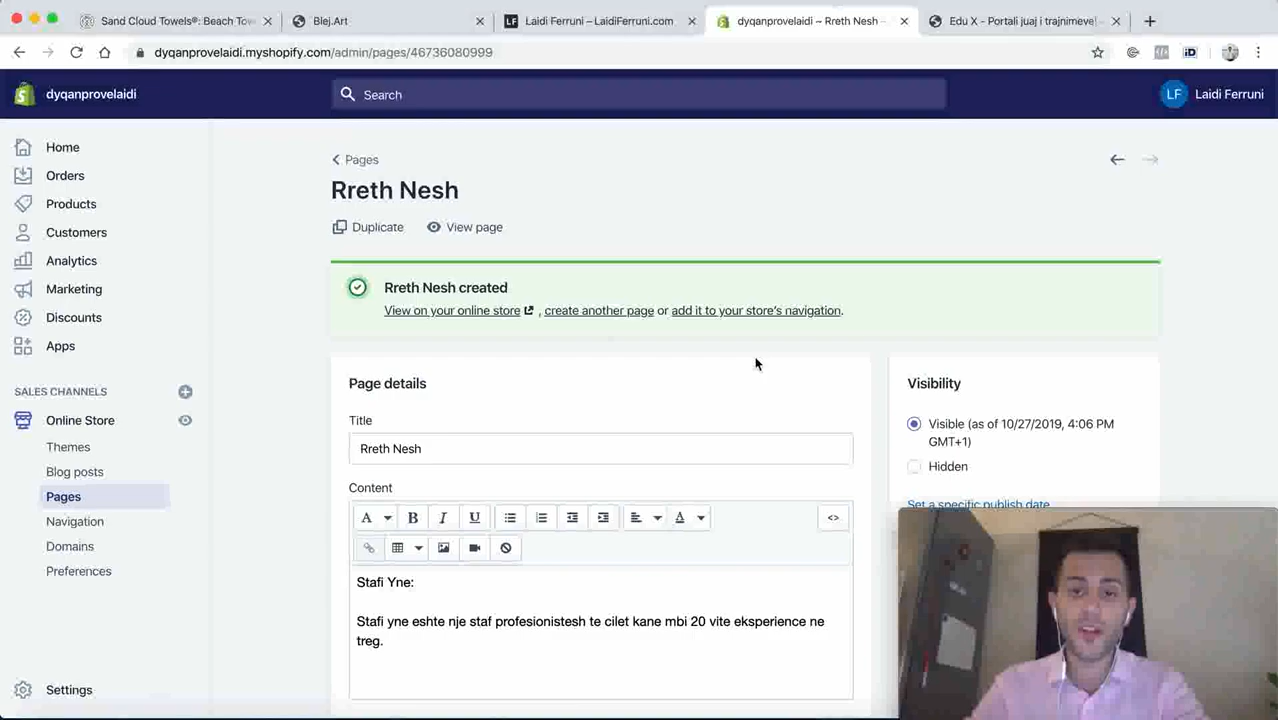 Sand Cloud Towels®: Beach Tow
Blej.Art
LF Laidi Ferruni – LaidiFerruni.com
dyqanprovelaidi ~ Rreth Nesh ~
Edu X - Portali juaj i trajnimeve!
dyqanprovelaidi.myshopify.com/admin/pages/46736080999
iD
dyqanprovelaidi
Search
LF Laidi Ferruni
Home
Orders
Products
Customers
Analytics
Marketing
Discounts
Apps
SALES CHANNELS
Online Store
Themes
Blog posts
Pages
Navigation
Domains
Preferences
Settings
Pages
Rreth Nesh
Duplicate View page
Rreth Nesh created
View on your online store , create another page or add it to your store's navigation.
Page details
Title
Rreth Nesh
Content
A B I U A <>
Stafi Yne:
Stafi yne eshte nje staf profesionistesh te cilet kane mbi 20 vite eksperience ne
treg.
Visibility
Visible (as of 10/27/2019, 4:06 PM
GMT+1)
Hidden
Set a specific publish date